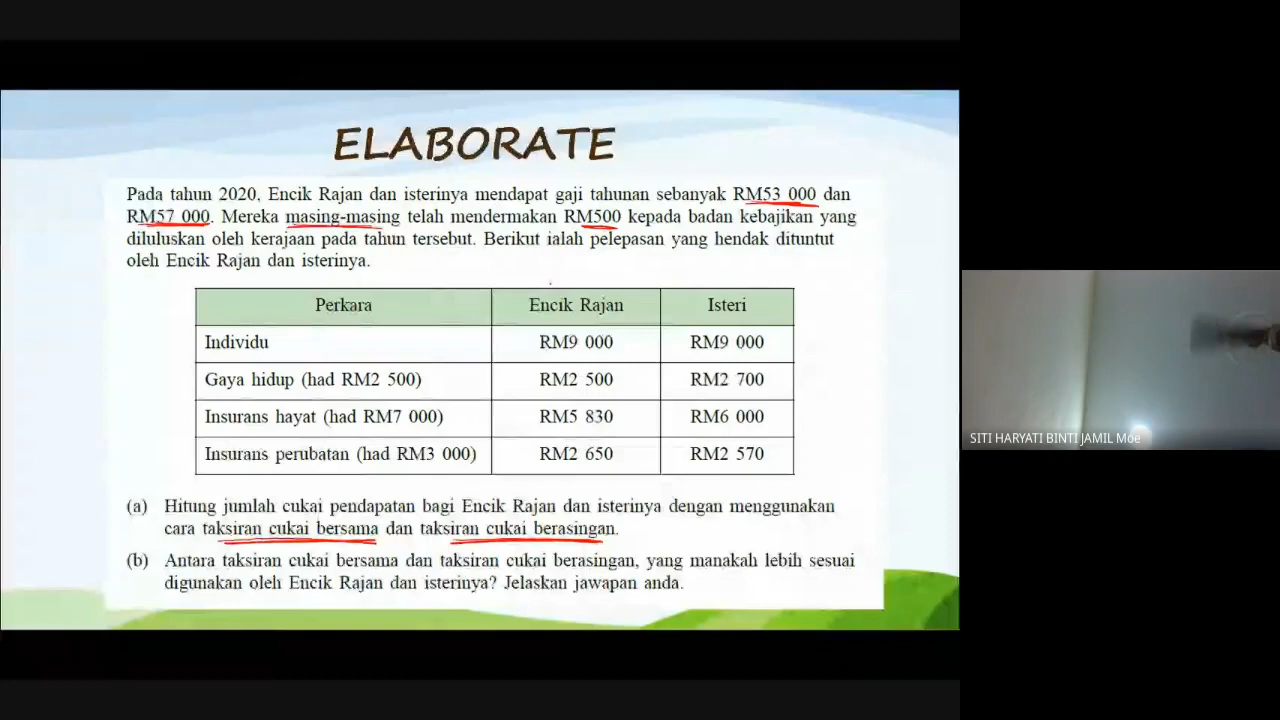 ELABORATE
Pada tahun 2020, Encik Rajan dan isterinya mendapat gaji tahunan sebanyak RM53 000 dan
RM57 000. Mereka masing-masing telah mendermakan RM500 kepada badan kebajikan yang
diluluskan oleh kerajaan pada tahun tersebut. Berikut ialah pelepasan yang hendak dituntut
oleh Encik Rajan dan isterinya.
Perkara Encik Rajan Isteri
Individu RM9 000 RM9 000
Gaya hidup (had RM2 500) RM2 500 RM2 700
Insurans hayat (had RM7 000) RM5 830 RM6 000
Insurans perubatan (had RM3 000) RM2 650 RM2 570
(a) Hitung jumlah cukai pendapatan bagi Encik Rajan dan isterinya dengan menggunakan
cara taksiran cukai bersama dan taksiran cukai berasingan.
(b) Antara taksiran cukai bersama dan taksiran cukai berasingan, yang manakah lebih sesuai
digunakan oleh Encik Rajan dan isterinya? Jelaskan jawapan anda.
SITI HARYATI BINTI JAMIL Moe